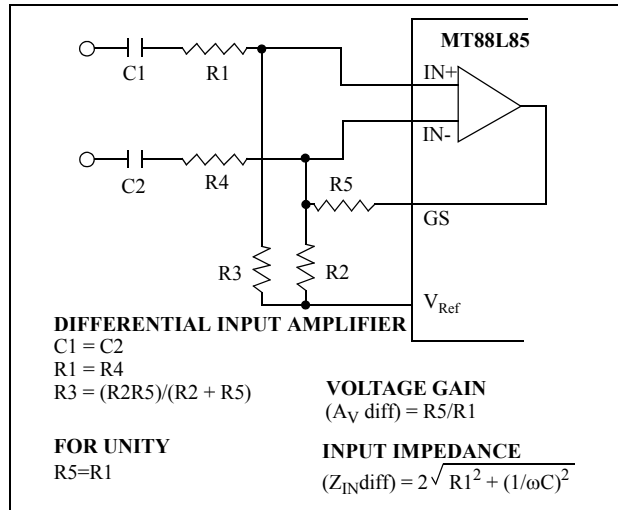 MT88L85
C1
R1
IN+
IN-
C2
R4
R5
GS
R3
R2
V_Ref
DIFFERENTIAL INPUT AMPLIFIER
C1 = C2
R1 = R4
R3 = (R2R5)/(R2 + R5)
VOLTAGE GAIN
(A_V diff) = R5/R1
FOR UNITY
R5=R1
INPUT IMPEDANCE
(Z_INdiff) = 2√R1² + (1/ωC)²